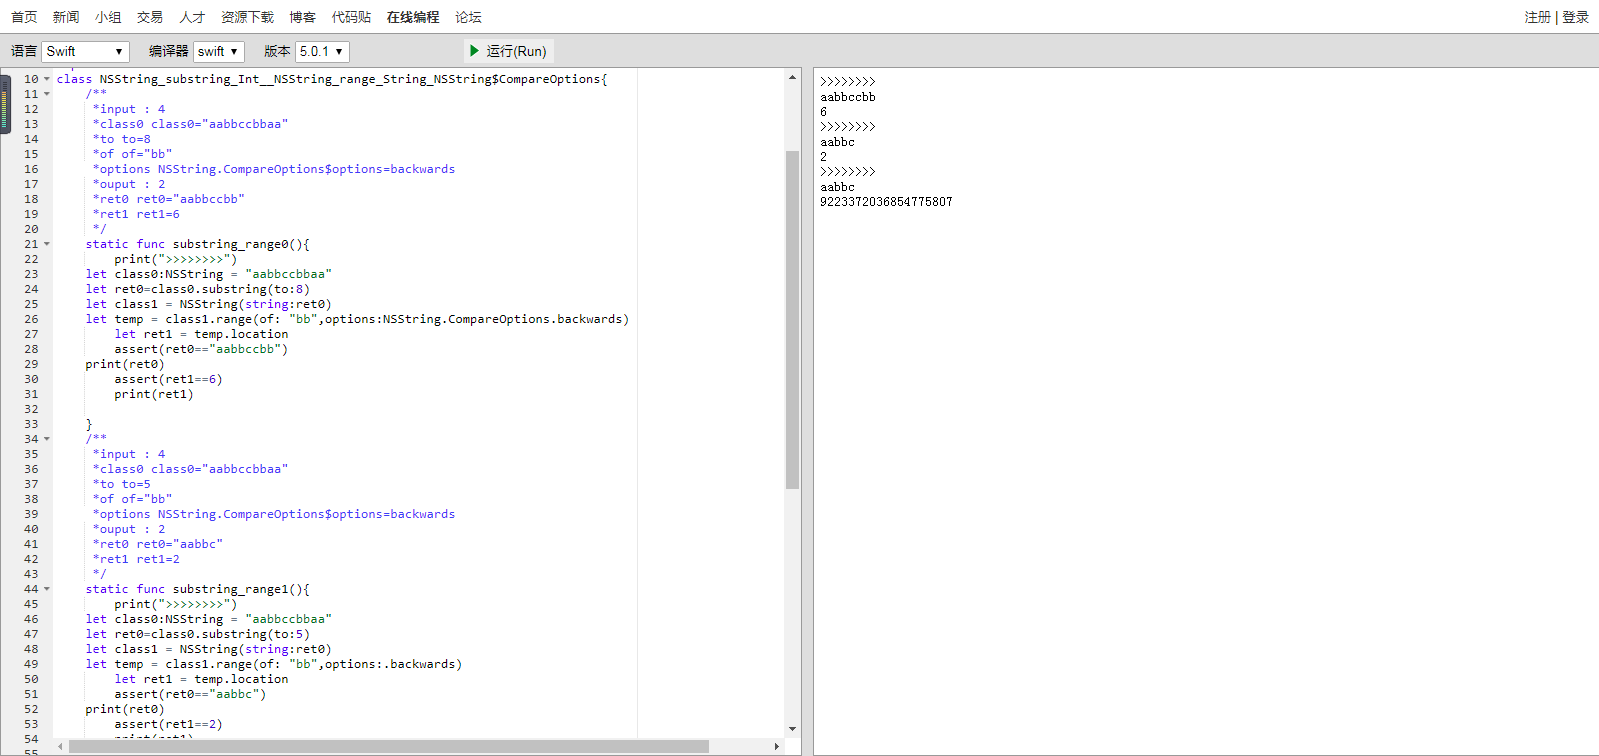 首页 新闻 小组 交易 人才 资源下载 博客 代码贴 在线编程 论坛 注册 | 登录
语言 Swift 编译器 swift 版本 5.0.1 运行(Run)
10 class NSString_substring_Int__NSString_range_String_NSString$CompareOptions{
11 /**
12 *input : 4
13 *class0 class0="aabbccbbaa"
14 *to to=8
15 *of of="bb"
16 *options NSString.CompareOptions$options=backwards
17 *ouput : 2
18 *ret0 ret0="aabbccbb"
19 *ret1 ret1=6
20 */
21 static func substring_range0(){
22 print(">>>>>>>>")
23 let class0:NSString = "aabbccbbaa"
24 let ret0=class0.substring(to:8)
25 let class1 = NSString(string:ret0)
26 let temp = class1.range(of: "bb",options:NSString.CompareOptions.backwards)
27 let ret1 = temp.location
28 assert(ret0=="aabbccbb")
29 print(ret0)
30 assert(ret1==6)
31 print(ret1)
32
33 }
34 /**
35 *input : 4
36 *class0 class0="aabbccbbaa"
37 *to to=5
38 *of of="bb"
39 *options NSString.CompareOptions$options=backwards
40 *ouput : 2
41 *ret0 ret0="aabbc"
42 *ret1 ret1=2
43 */
44 static func substring_range1(){
45 print(">>>>>>>>")
46 let class0:NSString = "aabbccbbaa"
47 let ret0=class0.substring(to:5)
48 let class1 = NSString(string:ret0)
49 let temp = class1.range(of: "bb",options:.backwards)
50 let ret1 = temp.location
51 assert(ret0=="aabbc")
52 print(ret0)
53 assert(ret1==2)
54 print(ret1)
55
>>>>>>>>
aabbccbb
6
>>>>>>>>
aabbc
2
>>>>>>>>
aabbc
9223372036854775807